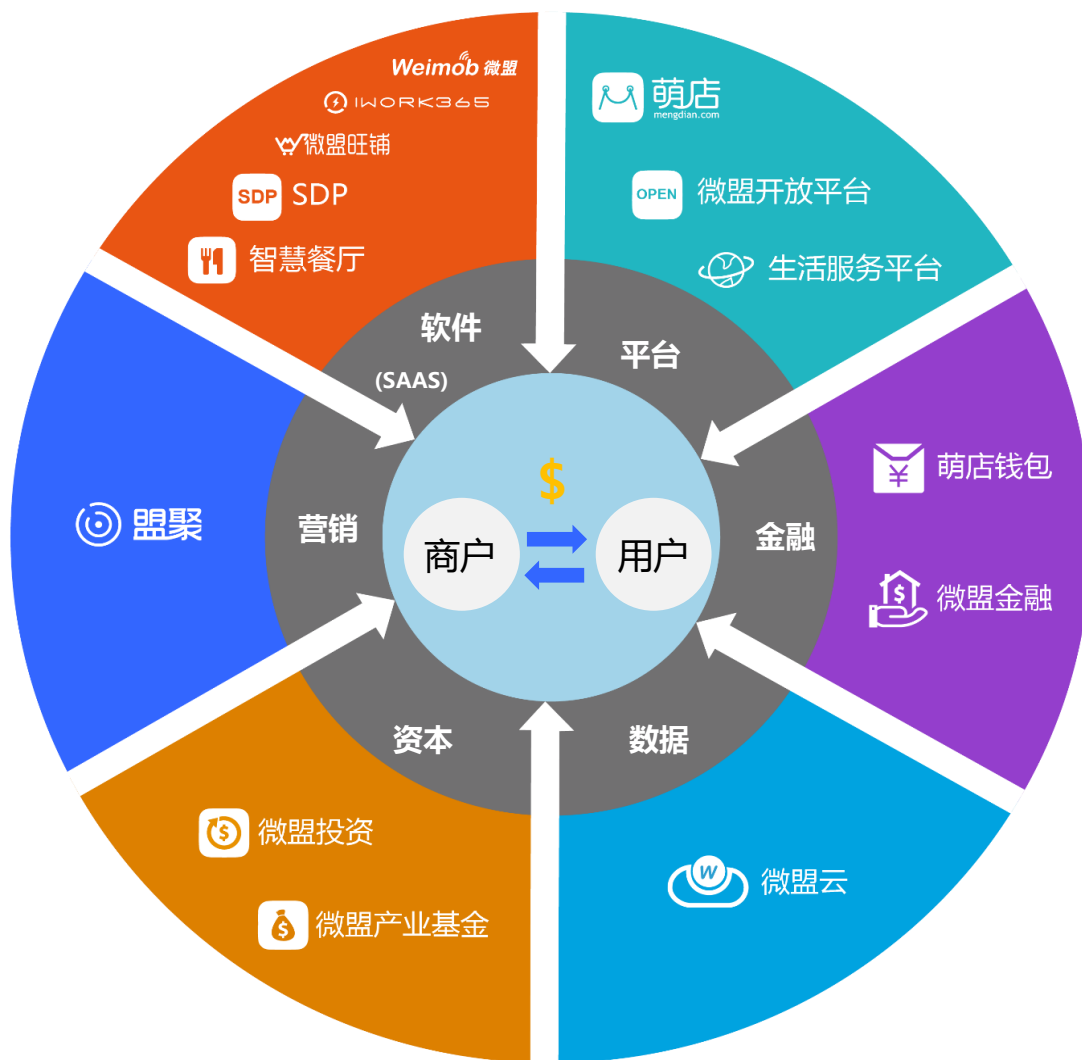 Weimob 微盟
IWORK365
微盟旺铺
SDP SDP
智慧餐厅
萌店
mengdian.com
OPEN 微盟开放平台
生活服务平台
软件
(SAAS)
平台
盟聚
营销
$
商户
用户
金融
¥ 萌店钱包
$ 微盟金融
资本
数据
$ 微盟投资
$ 微盟产业基金
W 微盟云